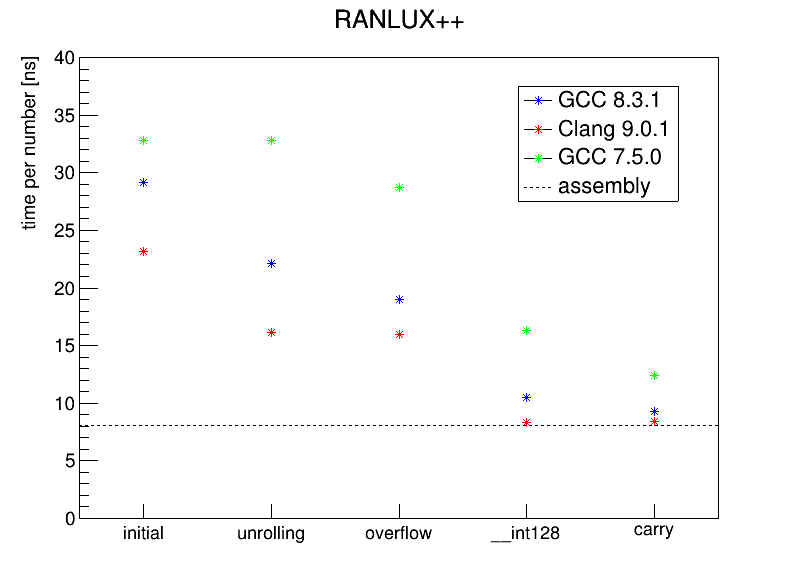 RANLUX++
time per number [ns]
40
35
30
25
20
15
10
5
0
GCC 8.3.1
Clang 9.0.1
GCC 7.5.0
assembly
initial unrolling overflow __int128 carry